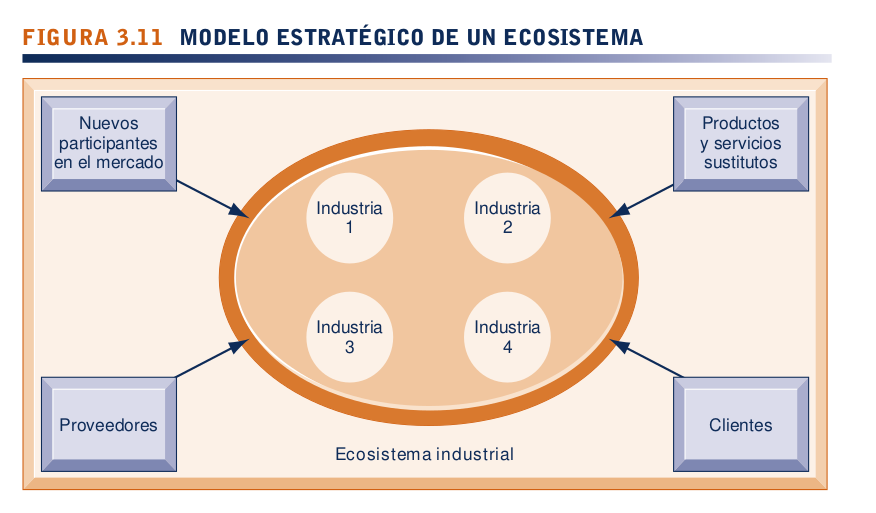 FIGURA 3.11 MODELO ESTRATÉGICO DE UN ECOSISTEMA
Nuevos
participantes
en el mercado
Productos
y servicios
sustitutos
Industria
1
Industria
2
Industria
3
Industria
4
Proveedores
Clientes
Ecosistema industrial